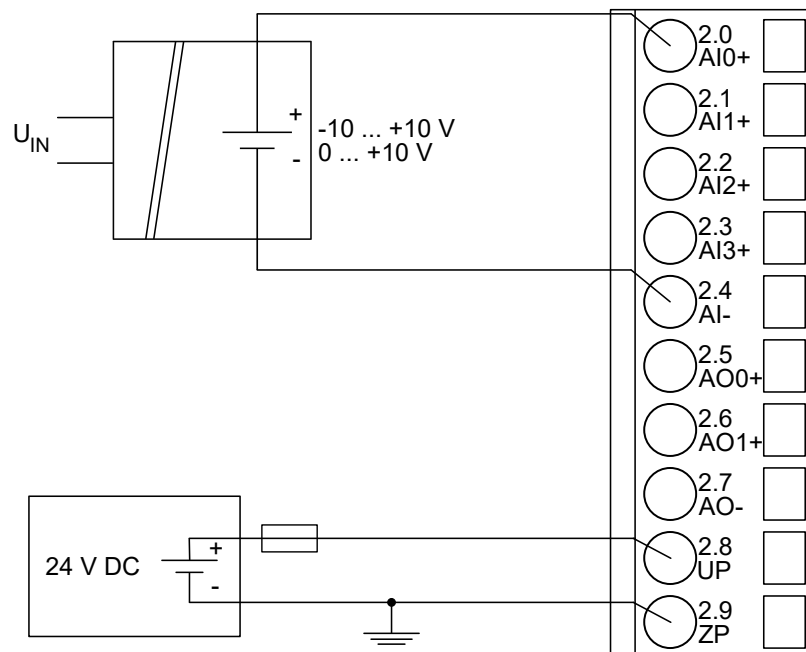 U_IN
+
-
-10 ... +10 V
0 ... +10 V
24 V DC
+
-
2.0
AI0+
2.1
AI1+
2.2
AI2+
2.3
AI3+
2.4
AI-
2.5
AO0+
2.6
AO1+
2.7
AO-
2.8
UP
2.9
ZP